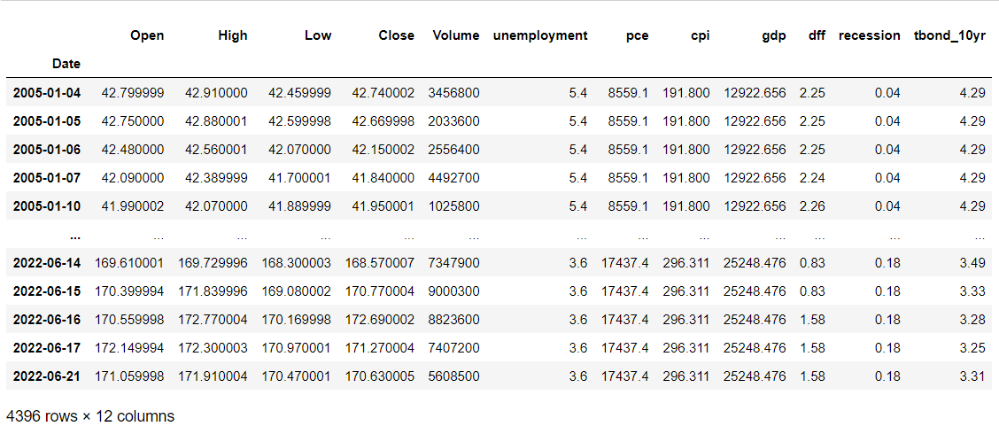 Open High Low Close Volume unemployment pce cpi gdp dff recession tbond_10yr
Date
2005-01-04 42.799999 42.910000 42.459999 42.740002 3456800 5.4 8559.1 191.800 12922.656 2.25 0.04 4.29
2005-01-05 42.750000 42.880001 42.599998 42.669998 2033600 5.4 8559.1 191.800 12922.656 2.25 0.04 4.29
2005-01-06 42.480000 42.560001 42.070000 42.150002 2556400 5.4 8559.1 191.800 12922.656 2.25 0.04 4.29
2005-01-07 42.090000 42.389999 41.700001 41.840000 4492700 5.4 8559.1 191.800 12922.656 2.24 0.04 4.29
2005-01-10 41.990002 42.070000 41.889999 41.950001 1025800 5.4 8559.1 191.800 12922.656 2.26 0.04 4.29
... ... ... ... ... ... ... ... ... ... ... ... ...
2022-06-14 169.610001 169.729996 168.300003 168.570007 7347900 3.6 17437.4 296.311 25248.476 0.83 0.18 3.49
2022-06-15 170.399994 171.839996 169.080002 170.770004 9000300 3.6 17437.4 296.311 25248.476 0.83 0.18 3.33
2022-06-16 170.559998 172.770004 170.169998 172.690002 8823600 3.6 17437.4 296.311 25248.476 1.58 0.18 3.28
2022-06-17 172.149994 172.300003 170.970001 171.270004 7407200 3.6 17437.4 296.311 25248.476 1.58 0.18 3.25
2022-06-21 171.059998 171.910004 170.470001 170.630005 5608500 3.6 17437.4 296.311 25248.476 1.58 0.18 3.31
4396 rows × 12 columns